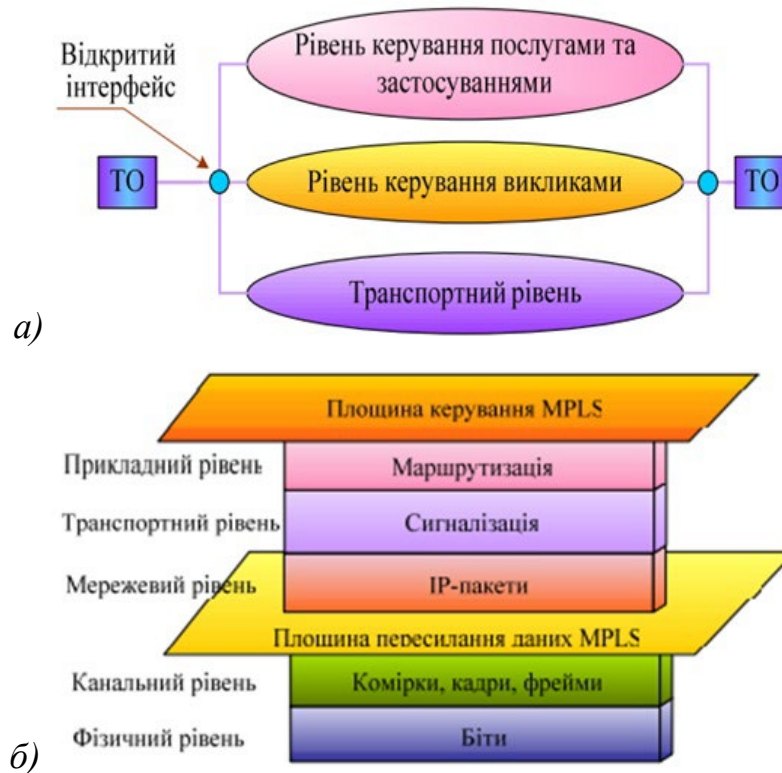 Відкритий
інтерфейс
Рівень керування послугами та
застосуваннями
ТО
Рівень керування викликами
ТО
Транспортний рівень
а)
Площина керування MPLS
Прикладний рівень
Маршрутизація
Транспортний рівень
Сигналізація
Мережевий рівень
IP-пакети
Площина пересилання даних MPLS
Канальний рівень
Комірки, кадри, фрейми
Фізичний рівень
Біти
б)